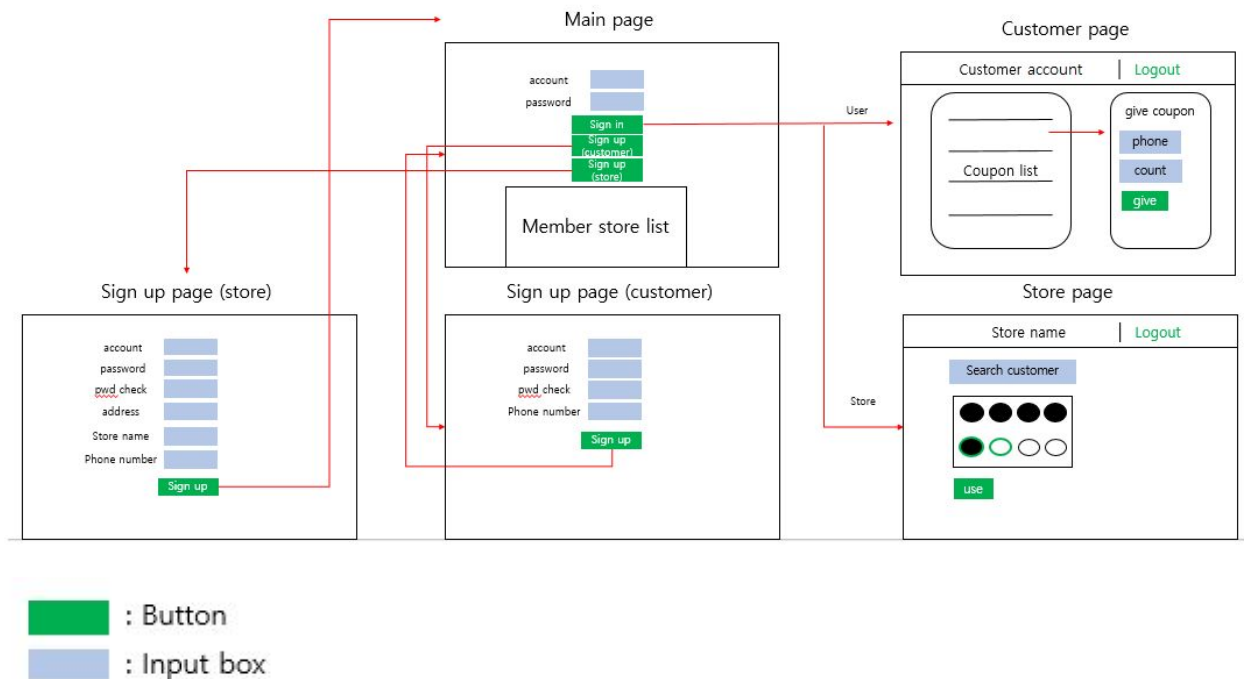 Main page
account
password
Sign in
Sign up
(customer)
Sign up
(store)
Member store list
User
Store
Customer page
Customer account
Logout
Coupon list
give coupon
phone
count
give
Sign up page (store)
account
password
pwd check
address
Store name
Phone number
Sign up
Sign up page (customer)
account
password
pwd check
Phone number
Sign up
Store page
Store name
Logout
Search customer
use
: Button
: Input box